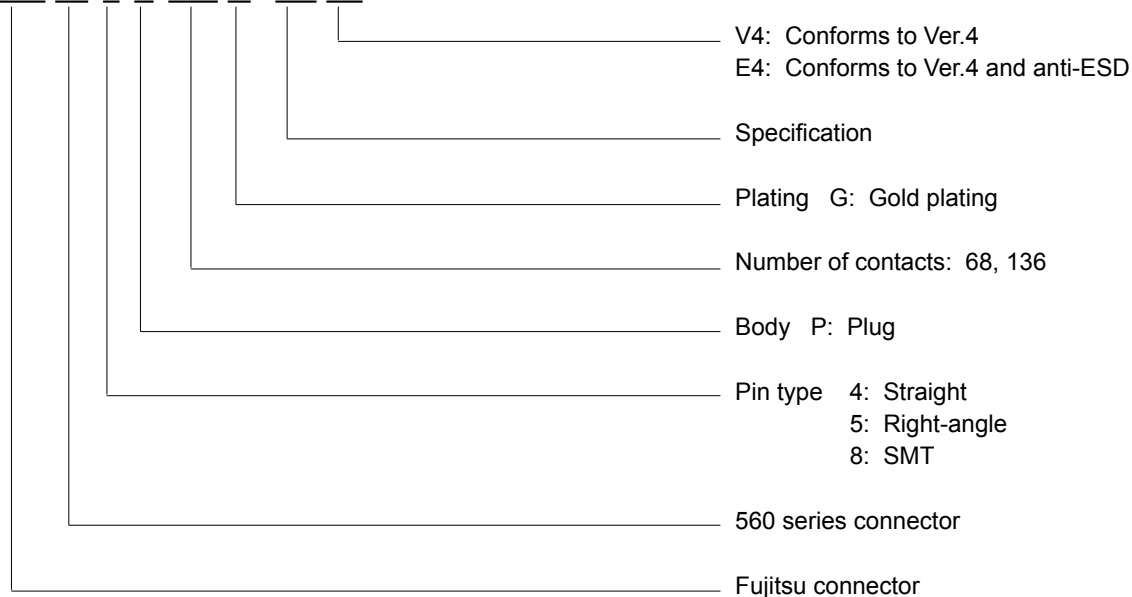 V4: Conforms to Ver.4
E4: Conforms to Ver.4 and anti-ESD
Specification
Plating G: Gold plating
Number of contacts: 68, 136
Body P: Plug
Pin type 4: Straight
5: Right-angle
8: SMT
560 series connector
Fujitsu connector